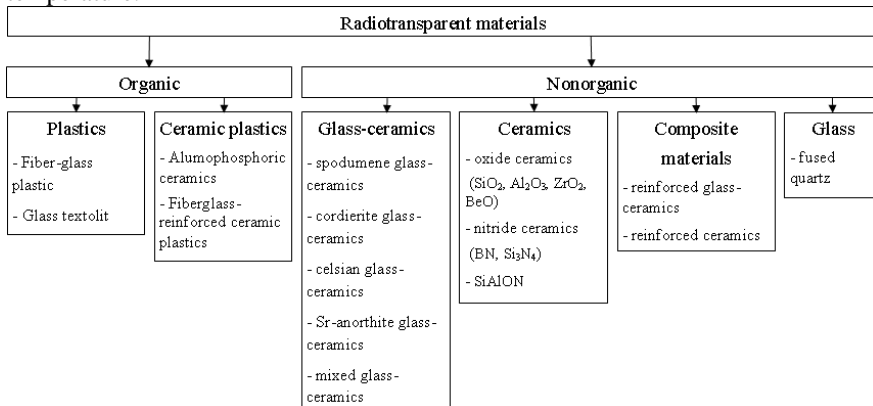 Radiotransparent materials
Organic
Nonorganic
Plastics
- Fiber-glass
plastic
- Glass textolit
Ceramic plastics
- Alumophosphoric
ceramics
- Fiberglass-
reinforced ceramic
plastics
Glass-ceramics
- spodumene glass-
ceramics
- cordierite glass-
ceramics
- celsian glass-
ceramics
- Sr-anorthite glass-
ceramics
- mixed glass-
ceramics
Ceramics
- oxide ceramics
(SiO₂, Al₂O₃, ZrO₂,
BeO)
- nitride ceramics
(BN, Si₃N₄)
- SiAlON
Composite
materials
- reinforced glass-
ceramics
- reinforced ceramics
Glass
- fused
quartz